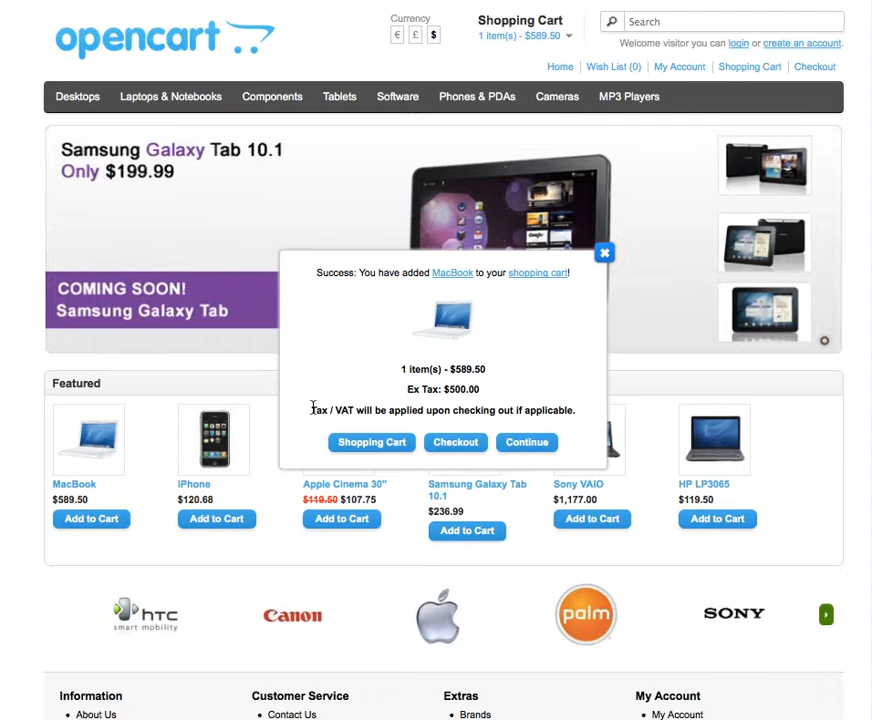 opencart
Currency
€ £ $
Shopping Cart
1 item(s) - $589.50
Search
Welcome visitor you can login or create an account.
Home Wish List (0) My Account Shopping Cart Checkout
Desktops Laptops & Notebooks Components Tablets Software Phones & PDAs Cameras MP3 Players
Samsung Galaxy Tab 10.1
Only $199.99
COMING SOON!
Samsung Galaxy Tab
Success: You have added MacBook to your shopping cart!
1 item(s) - $589.50
Ex Tax: $500.00
Tax / VAT will be applied upon checking out if applicable.
Shopping Cart Checkout Continue
Featured
MacBook
$589.50
Add to Cart
iPhone
$120.68
Add to Cart
Apple Cinema 30"
$119.50 $107.75
Add to Cart
Samsung Galaxy Tab
10.1
$236.99
Add to Cart
Sony VAIO
$1,177.00
Add to Cart
HP LP3065
$119.50
Add to Cart
htc
smart mobility
Canon
palm
SONY
Information
About Us
Customer Service
Contact Us
Extras
Brands
My Account
My Account